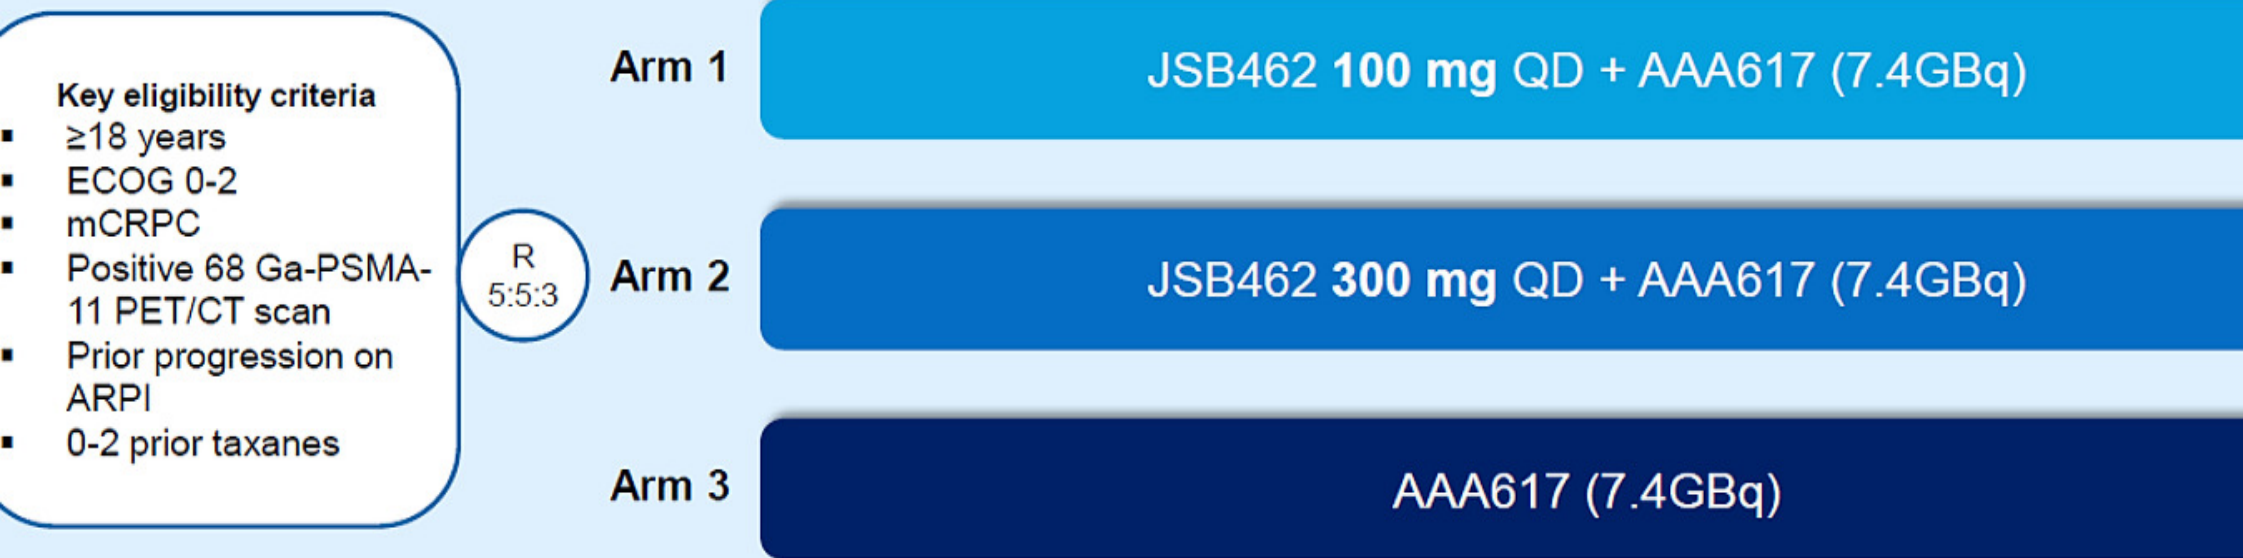 Key eligibility criteria
▪ ≥18 years
▪ ECOG 0-2
▪ mCRPC
▪ Positive 68 Ga-PSMA-
11 PET/CT scan
▪ Prior progression on
ARPI
▪ 0-2 prior taxanes
R
5:5:3
Arm 1
JSB462 100 mg QD + AAA617 (7.4GBq)
Arm 2
JSB462 300 mg QD + AAA617 (7.4GBq)
Arm 3
AAA617 (7.4GBq)